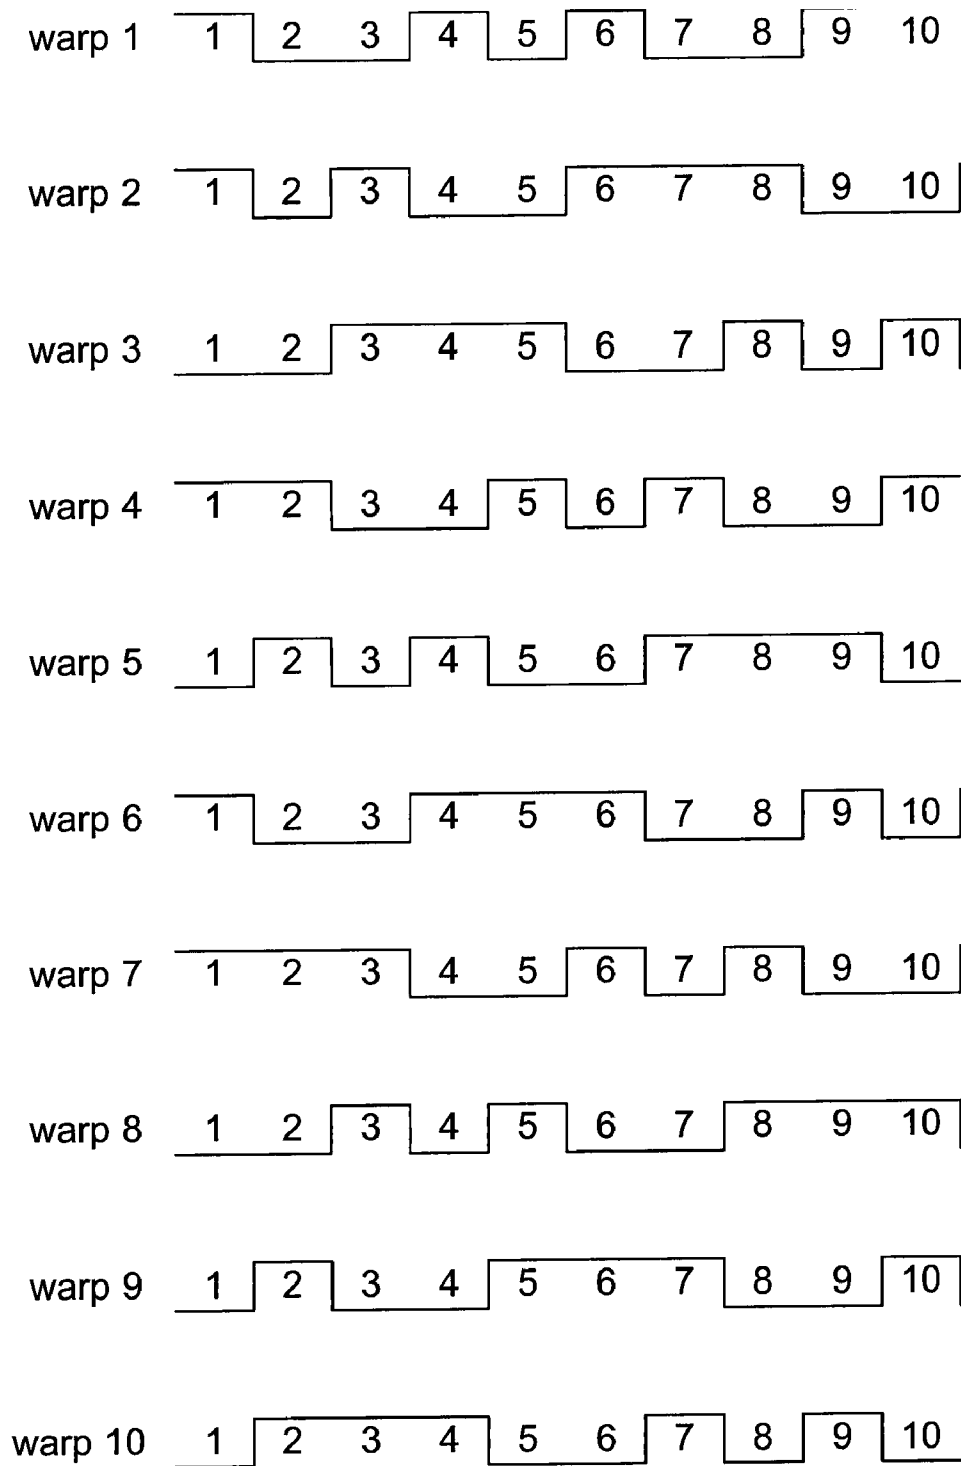 warp 1 1 2 3 4 5 6 7 8 9 10
warp 2 1 2 3 4 5 6 7 8 9 10
warp 3 1 2 3 4 5 6 7 8 9 10
warp 4 1 2 3 4 5 6 7 8 9 10
warp 5 1 2 3 4 5 6 7 8 9 10
warp 6 1 2 3 4 5 6 7 8 9 10
warp 7 1 2 3 4 5 6 7 8 9 10
warp 8 1 2 3 4 5 6 7 8 9 10
warp 9 1 2 3 4 5 6 7 8 9 10
warp 10 1 2 3 4 5 6 7 8 9 10